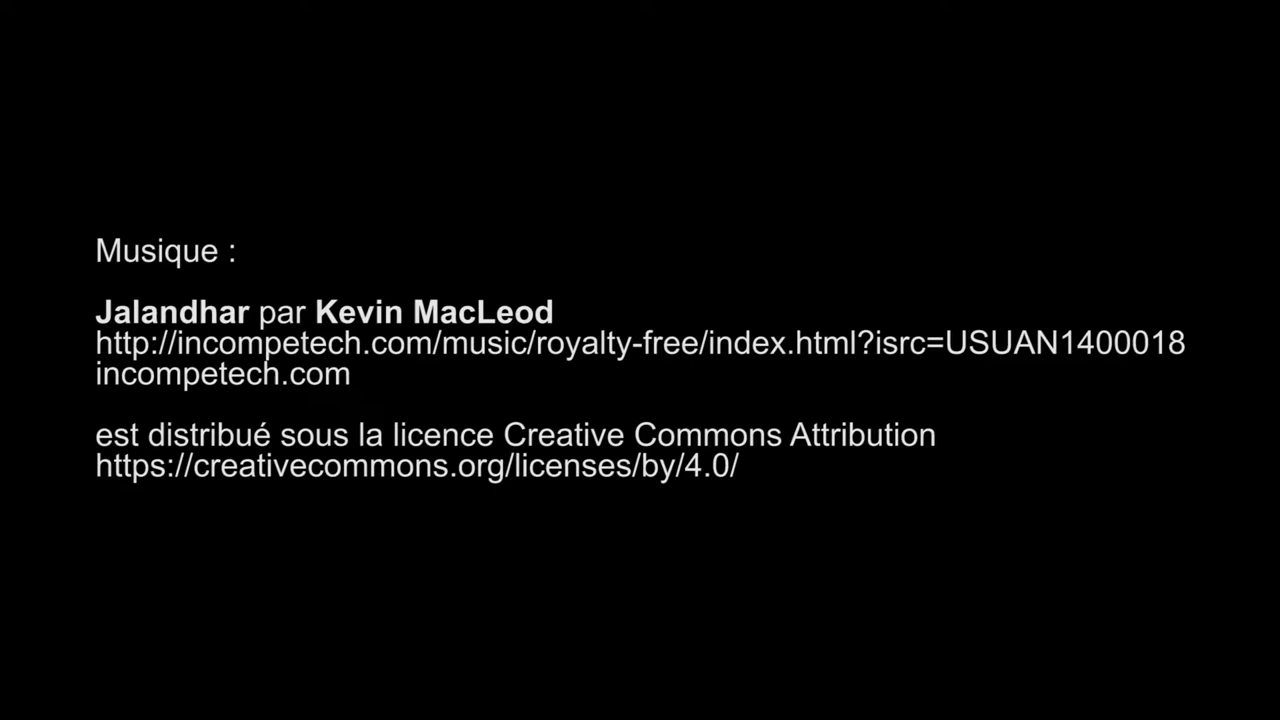 Musique :
Jalandhar par Kevin MacLeod
http://incompetech.com/music/royalty-free/index.html?isrc=USUAN1400018
incompetech.com
est distribué sous la licence Creative Commons Attribution
https://creativecommons.org/licenses/by/4.0/